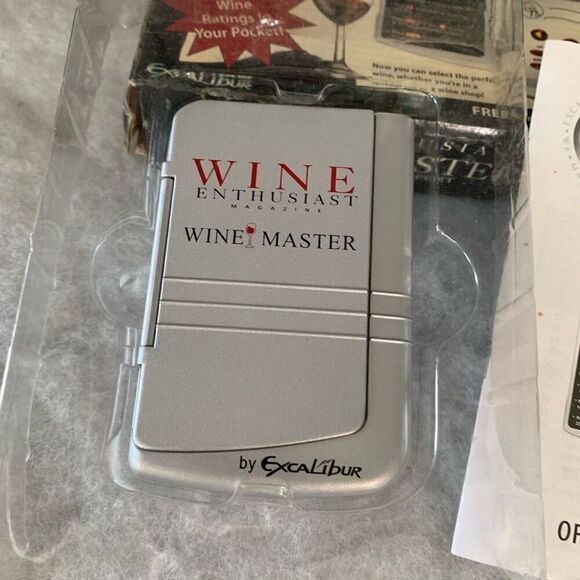 Wine
Ratings
Your Pocket!
EXCALIBUR
Now you can select the perfect
wine, whether you're in a
wine shop!
FREE
WINE
ENTHUSIAST
MAGAZINE
WINE MASTER
by EXCALIBUR